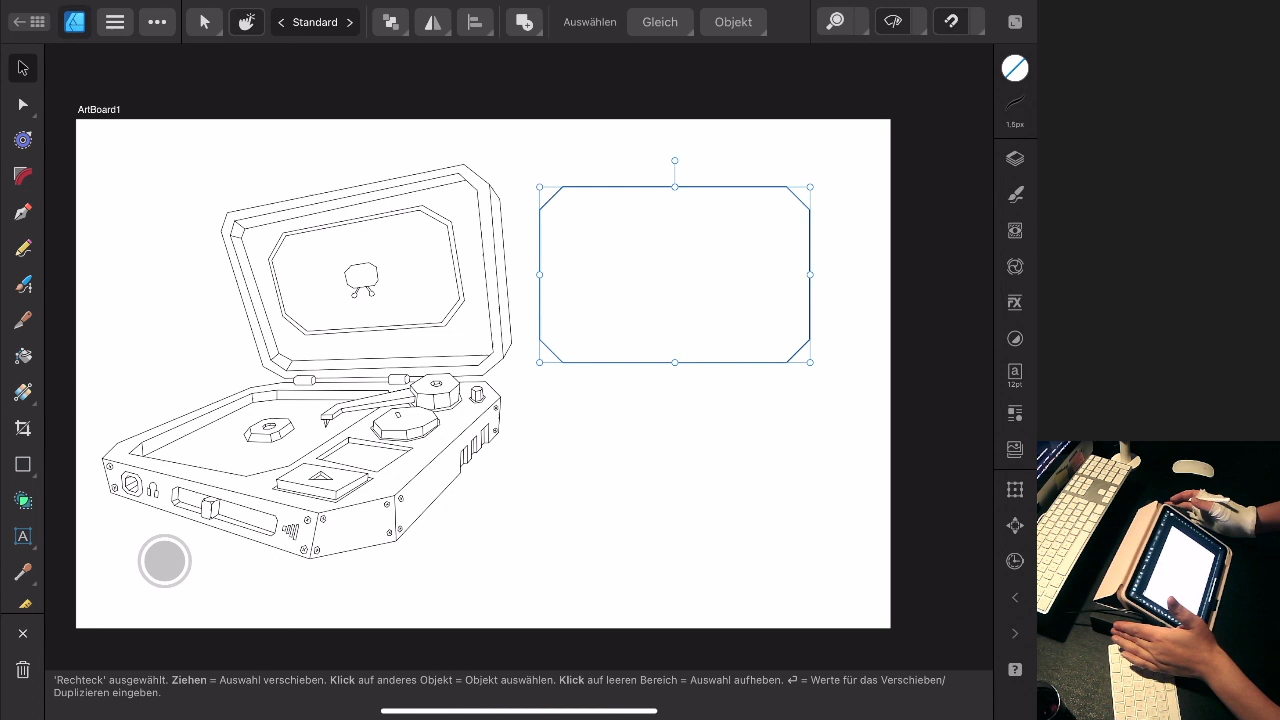 Standard
Auswählen
Gleich
Objekt
ArtBoard1
1,5px
a
12pt
FX
A
?
'Rechteck' ausgewählt. Ziehen = Auswahl verschieben. Klick auf anderes Objekt = Objekt auswählen. Klick auf leeren Bereich = Auswahl aufheben. ⏎ = Werte für das Verschieben/
Duplizieren eingeben.